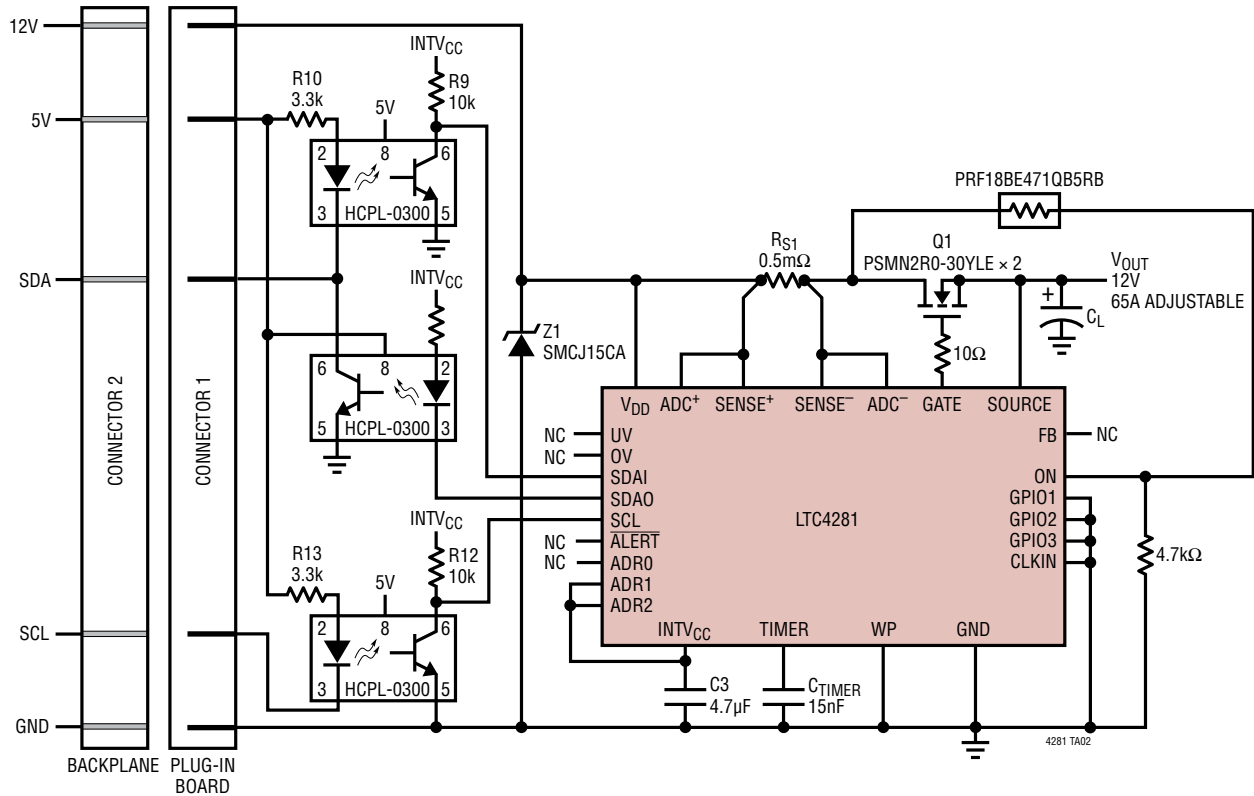 12V
5V
SDA
SCL
GND
CONNECTOR 2
CONNECTOR 1
BACKPLANE
PLUG-IN
BOARD
R10
3.3k
5V
INTVCC
R9
10k
2
8
6
3
HCPL-0300
5
INTVCC
6
8
2
5
HCPL-0300
3
R13
3.3k
5V
INTVCC
R12
10k
2
8
6
3
HCPL-0300
5
Z1
SMCJ15CA
RS1
0.5mΩ
PRF18BE471QB5RB
Q1
PSMN2R0-30YLE × 2
10Ω
VOUT
12V
65A ADJUSTABLE
+
CL
VDD
ADC+
SENSE+
SENSE−
ADC−
GATE
SOURCE
NC
UV
NC
OV
SDAI
SDAO
SCL
NC
ALERT
NC
ADR0
ADR1
ADR2
LTC4281
FB
NC
ON
GPIO1
GPIO2
GPIO3
CLKIN
4.7kΩ
INTVCC
TIMER
WP
GND
C3
4.7µF
CTIMER
15nF
4281 TA02